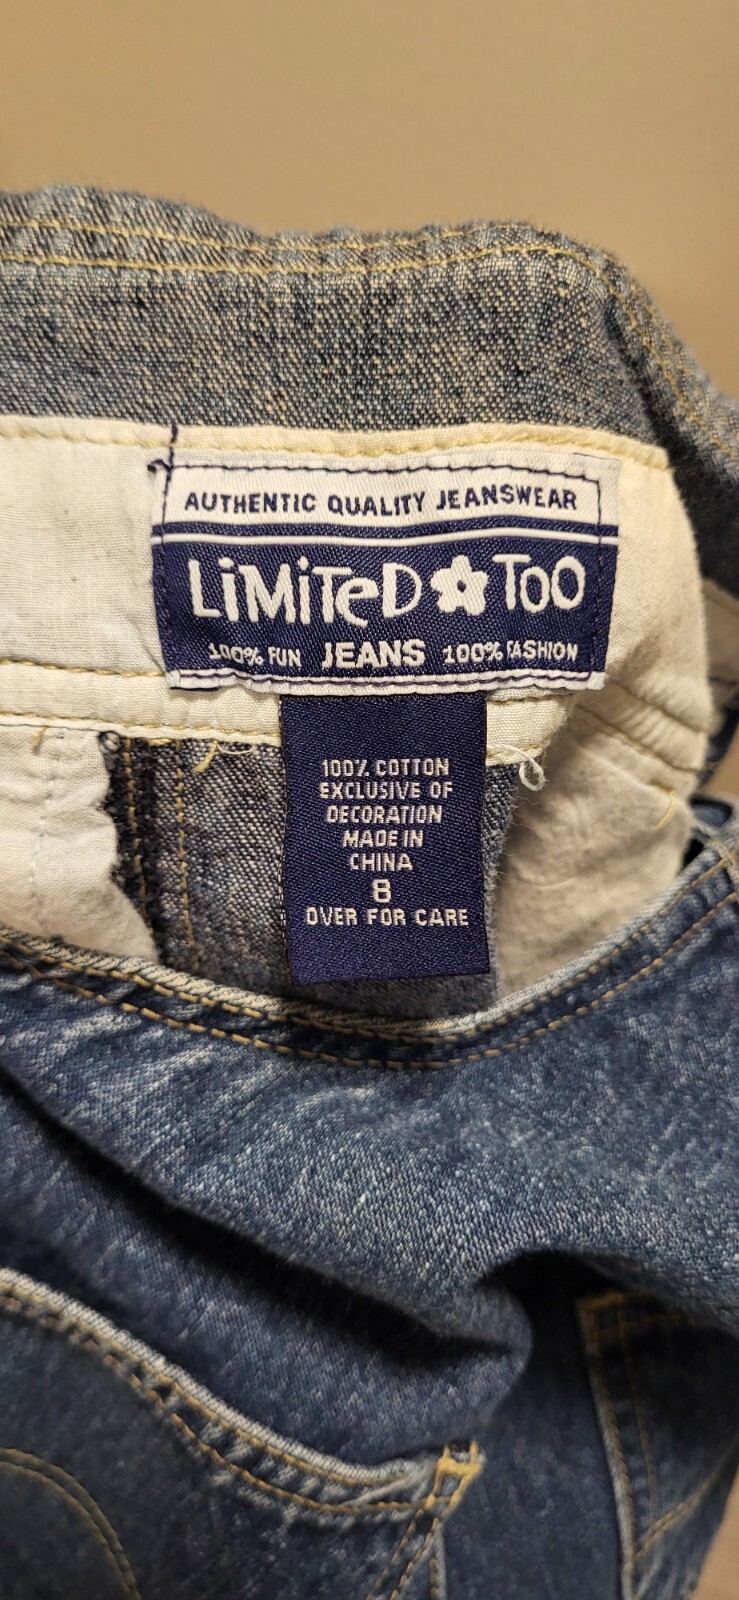 AUTHENTIC QUALITY JEANSWEAR
LiMiTeD TOO
100% FUN JEANS 100% FASHION
100% COTTON
EXCLUSIVE OF
DECORATION
MADE IN
CHINA
8
OVER FOR CARE